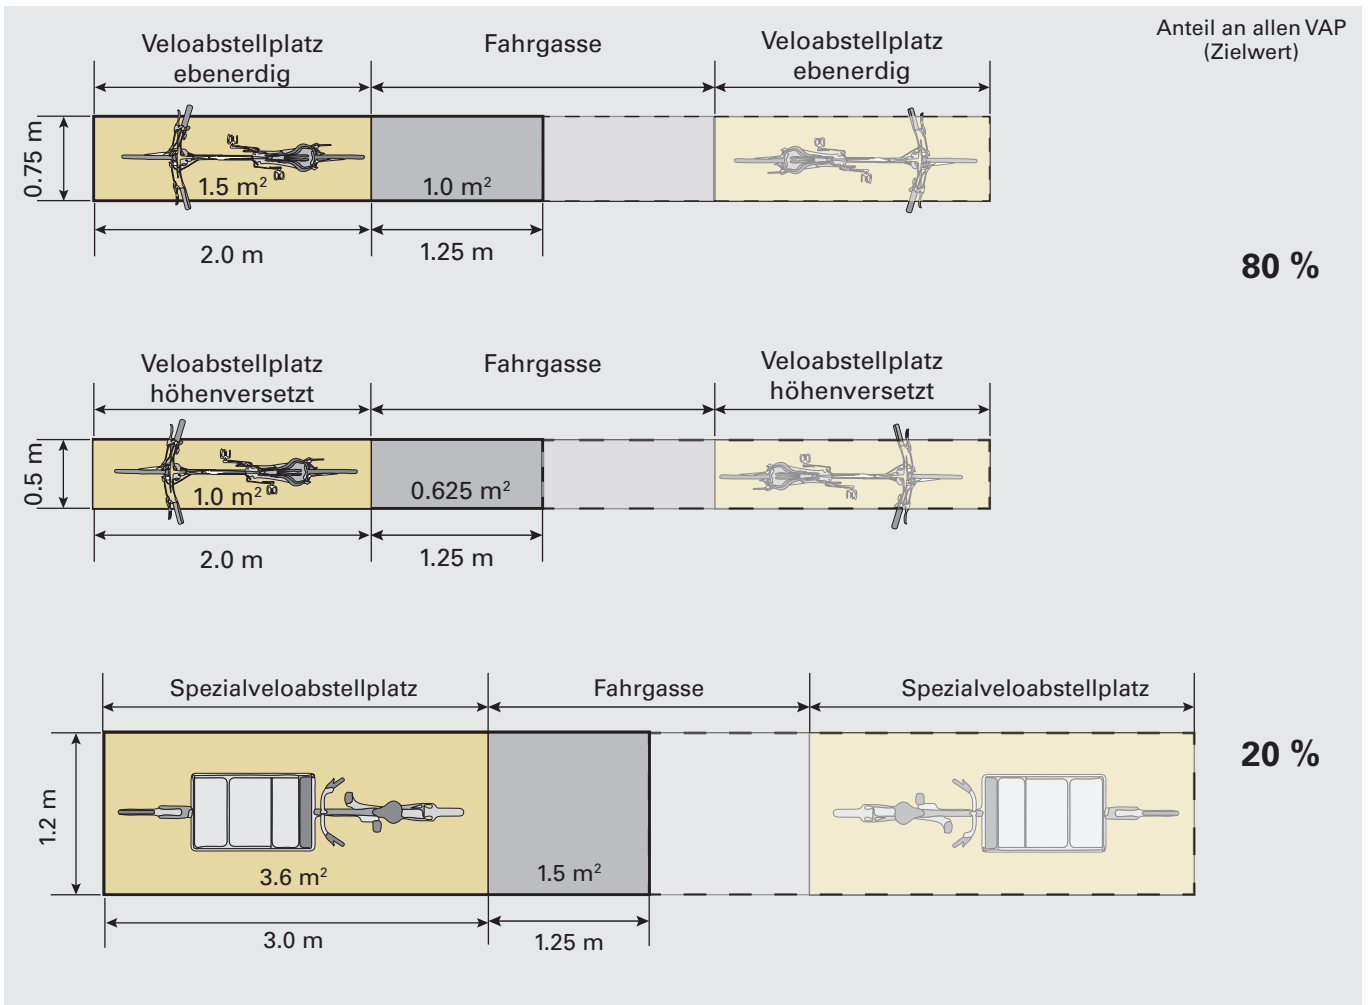 Anteil an allen VAP
(Zielwert)
Veloabstellplatz
ebenerdig
Fahrgasse
Veloabstellplatz
ebenerdig
0.75 m
1.5 m²
1.0 m²
2.0 m
1.25 m
80 %
Veloabstellplatz
höhenversetzt
Fahrgasse
Veloabstellplatz
höhenversetzt
0.5 m
1.0 m²
0.625 m²
2.0 m
1.25 m
Spezialveloabstellplatz
Fahrgasse
Spezialveloabstellplatz
20 %
1.2 m
3.6 m²
1.5 m²
3.0 m
1.25 m